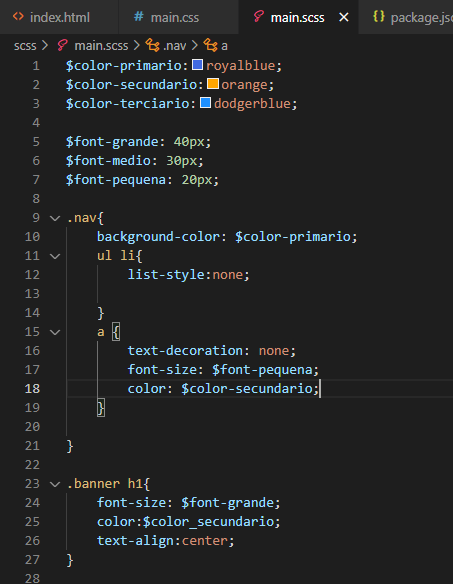 index.html main.css main.scss package.jso
scss > main.scss > .nav > a
1 $color-primario: royalblue;
2 $color-secundario: orange;
3 $color-terciario: dodgerblue;
4
5 $font-grande: 40px;
6 $font-medio: 30px;
7 $font-pequena: 20px;
8
9 .nav{
10 background-color: $color-primario;
11 ul li{
12 list-style:none;
13
14 }
15 a {
16 text-decoration: none;
17 font-size: $font-pequena;
18 color: $color-secundario;
19 }
20
21 }
22
23 .banner h1{
24 font-size: $font-grande;
25 color:$color_secundario;
26 text-align:center;
27 }
28